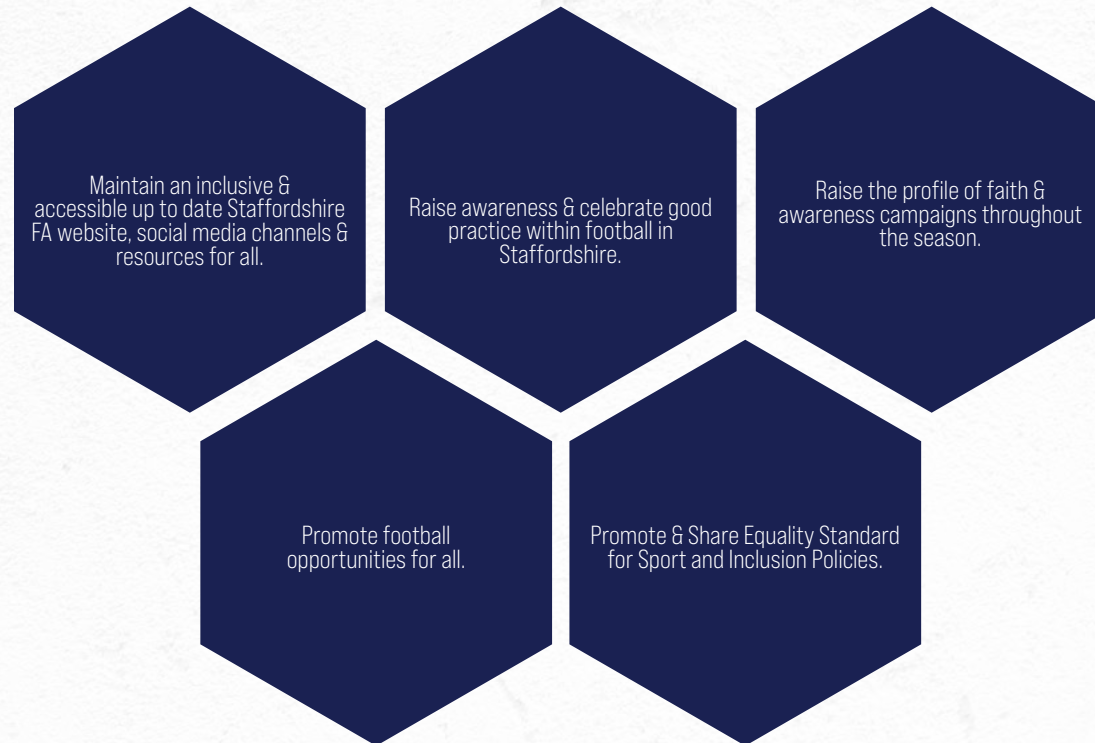 Maintain an inclusive &
accessible up to date Staffordshire
FA website, social media channels &
resources for all.
Raise awareness & celebrate good
practice within football in
Staffordshire.
Raise the profile of faith &
awareness campaigns throughout
the season.
Promote football
opportunities for all.
Promote & Share Equality Standard
for Sport and Inclusion Policies.